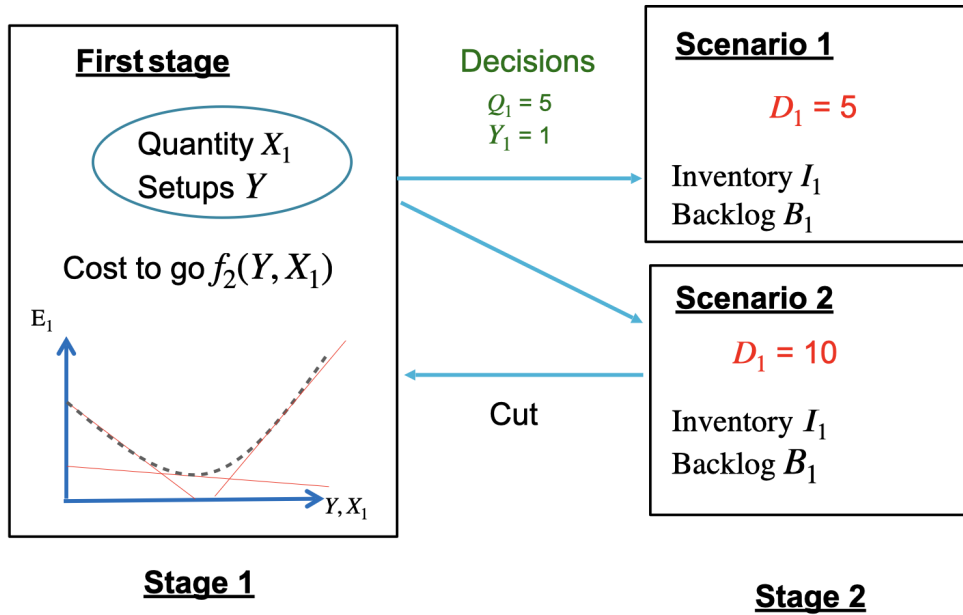 First stage
Quantity X₁
Setups Y
Cost to go f₂(Y, X₁)
E₁
Y, X₁
Stage 1
Decisions
Q₁ = 5
Y₁ = 1
Cut
Scenario 1
D₁ = 5
Inventory I₁
Backlog B₁
Scenario 2
D₁ = 10
Inventory I₁
Backlog B₁
Stage 2